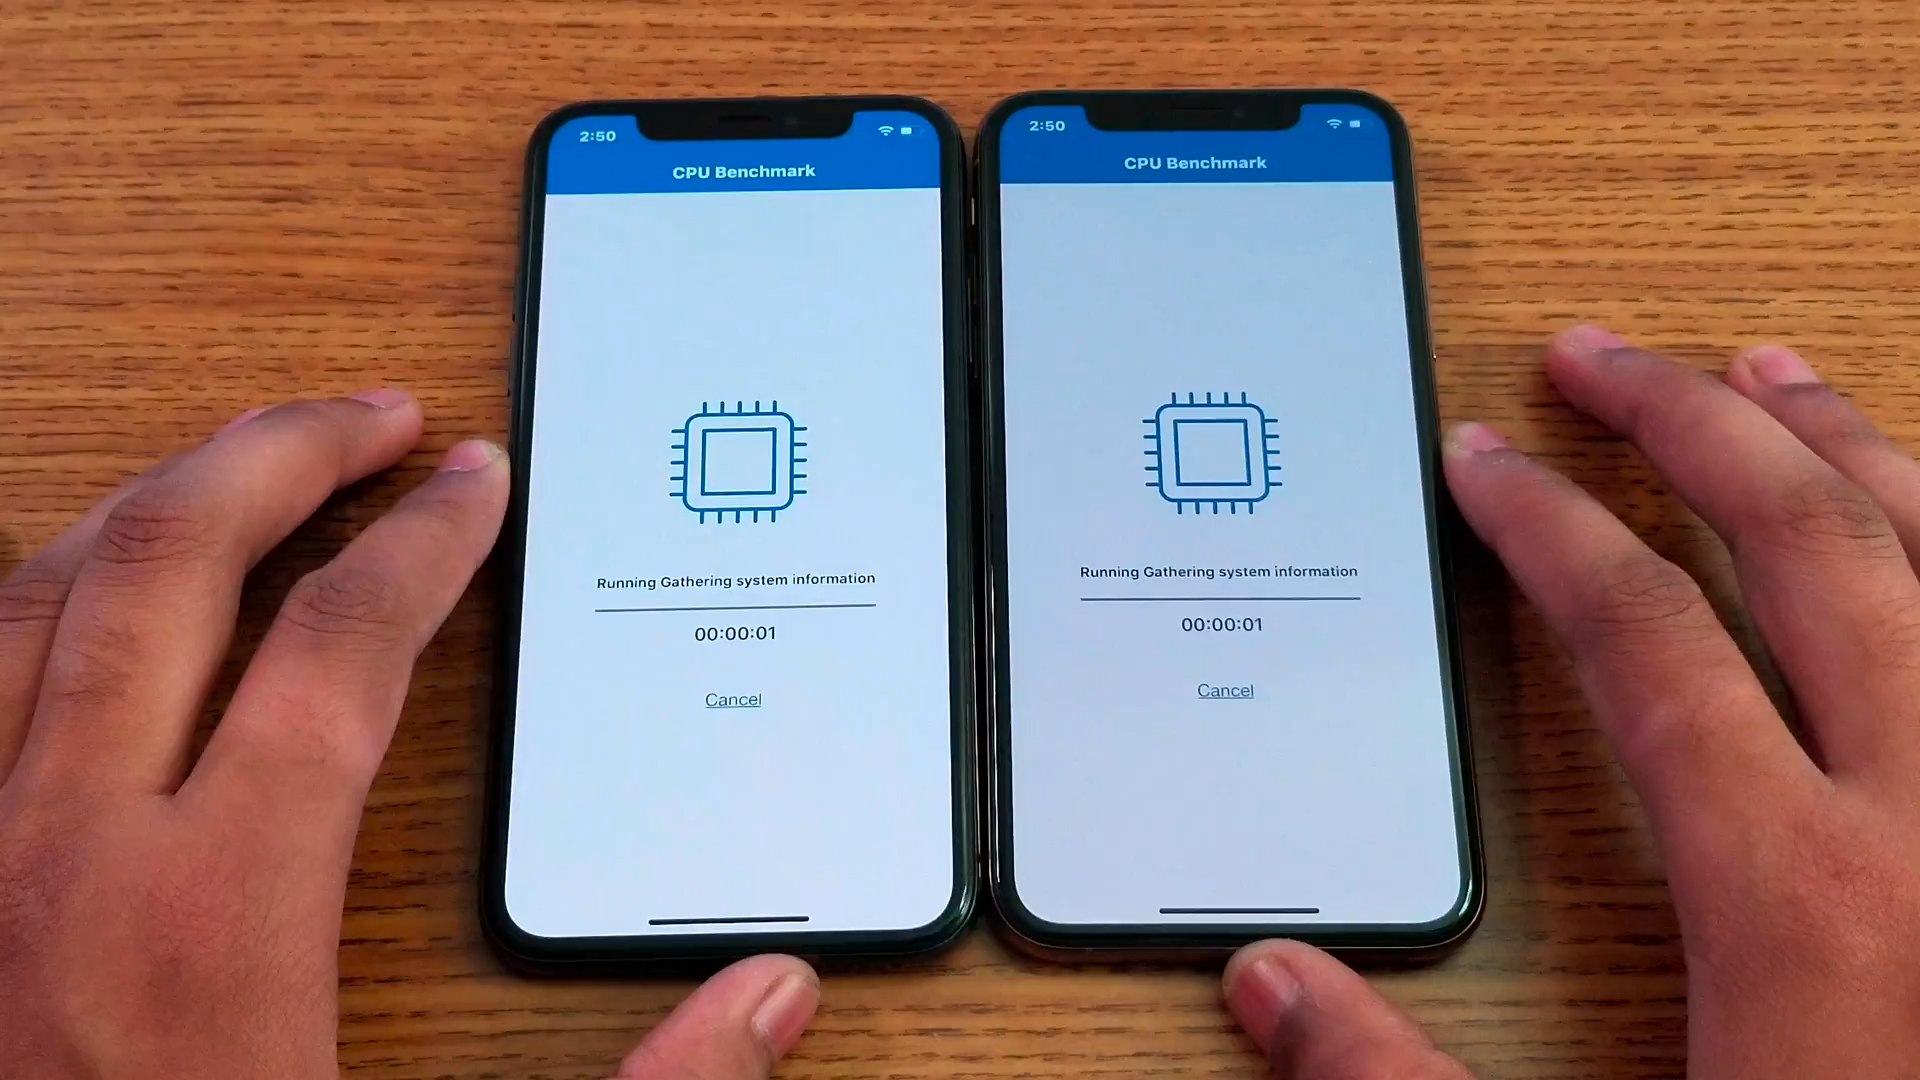 2:50
CPU Benchmark
Running Gathering system information
00:00:01
Cancel
2:50
CPU Benchmark
Running Gathering system information
00:00:01
Cancel